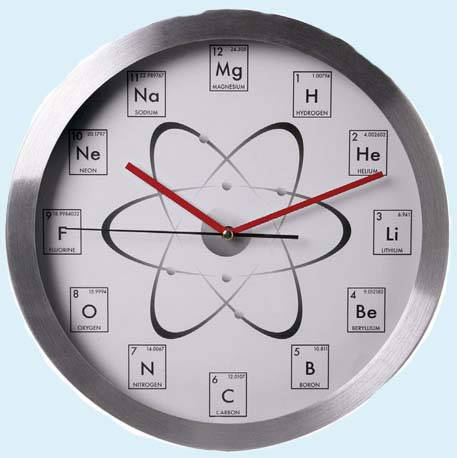 12 24.305
Mg
MAGNESIUM
1 1.00794
H
HYDROGEN
2 4.002602
He
HELIUM
3 6.941
Li
LITHIUM
4 9.012182
Be
BERYLLIUM
5 10.811
B
BORON
6 12.0107
C
CARBON
7 14.0067
N
NITROGEN
8 15.9994
O
OXYGEN
9 18.9984032
F
FLUORINE
10 20.1797
Ne
NEON
11 22.989767
Na
SODIUM